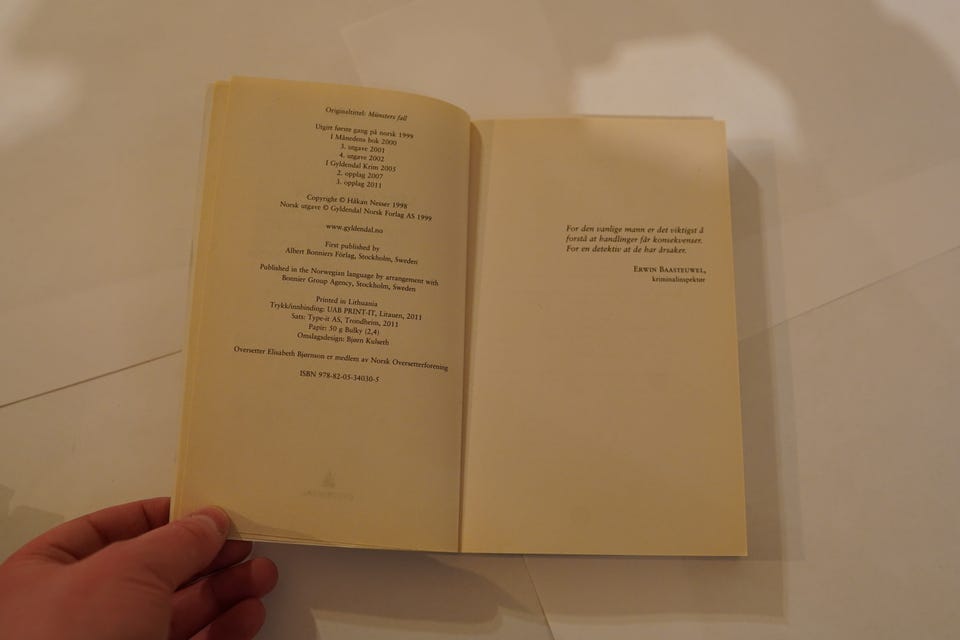 Originaltittel: Münsters fall
Utgitt første gang på norsk 1999
I Månedens bok 2000
3. utgave 2001
4. utgave 2002
I Gyldendal Krim 2005
2. opplag 2007
3. opplag 2011
Copyright © Håkan Nesser 1998
Norsk utgave © Gyldendal Norsk Forlag AS 1999
www.gyldendal.no
First published by
Albert Bonniers Förlag, Stockholm, Sweden
Published in the Norwegian language by arrangement with
Bonnier Group Agency, Stockholm, Sweden
Printed in Lithuania
Trykk/innbinding: UAB PRINT-IT, Litauen, 2011
Sats: Type-it AS, Trondheim, 2011
Papir: 50 g Bulky (2,4)
Omslagsdesign: Bjørn Kulseth
Oversetter Elisabeth Bjørnson er medlem av Norsk Oversetterforening
ISBN 978-82-05-34030-5
For den vanlige mann er det viktigst å
forstå at handlinger får konsekvenser.
For en detektiv at de har årsaker.
ERWIN BAASTEUWEL,
kriminalinspektør